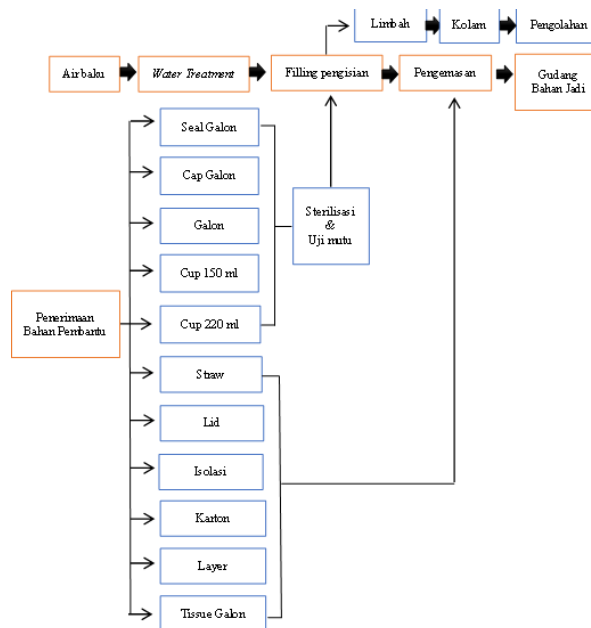 Limbah
Kolam
Pengolahan
Air baku
Water Treatment
Filling pengisian
Pengemasan
Gudang
Bahan Jadi
Seal Galon
Cap Galon
Galon
Sterilisasi
&
Uji mutu
Cup 150 ml
Penerimaan
Bahan Pembantu
Cup 220 ml
Straw
Lid
Isolasi
Karton
Layer
Tissue Galon